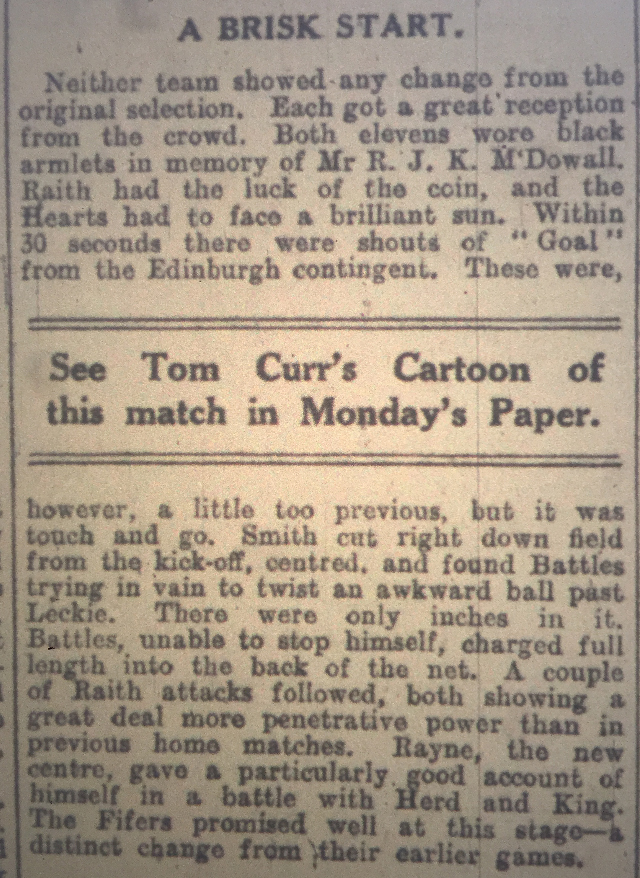 A BRISK START.
Neither team showed any change from the
original selection. Each got a great reception
from the crowd. Both elevens wore black
armlets in memory of Mr R. J. K. M'Dowall.
Raith had the luck of the coin, and the
Hearts had to face a brilliant sun. Within
30 seconds there were shouts of "Goal"
from the Edinburgh contingent. These were,
See Tom Curr's Cartoon of
this match in Monday's Paper.
however, a little too previous, but it was
touch and go. Smith cut right down field
from the kick-off, centred, and found Battles
trying in vain to twist an awkward ball past
Leckie. There were only inches in it.
Battles, unable to stop himself, charged full
length into the back of the net. A couple
of Raith attacks followed, both showing a
great deal more penetrative power than in
previous home matches. Rayne, the new
centre, gave a particularly good account of
himself in a battle with Herd and King.
The Fifers promised well at this stage—a
distinct change from their earlier games.